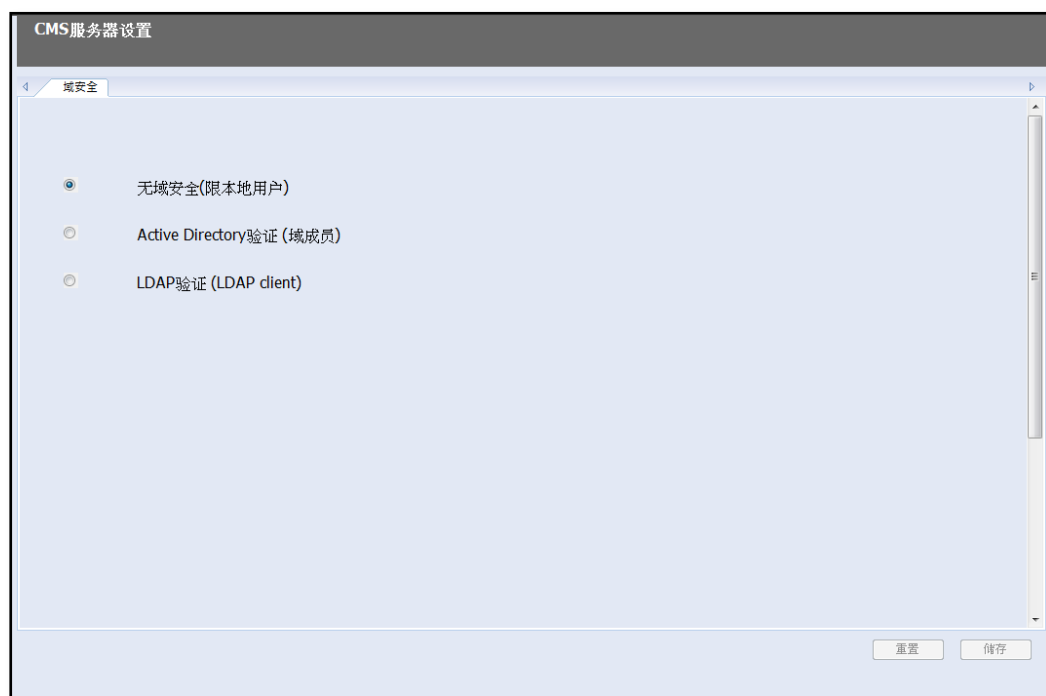 CMS服务器设置
域安全
无域安全(限本地用户)
Active Directory验证 (域成员)
LDAP验证 (LDAP client)
重置 储存